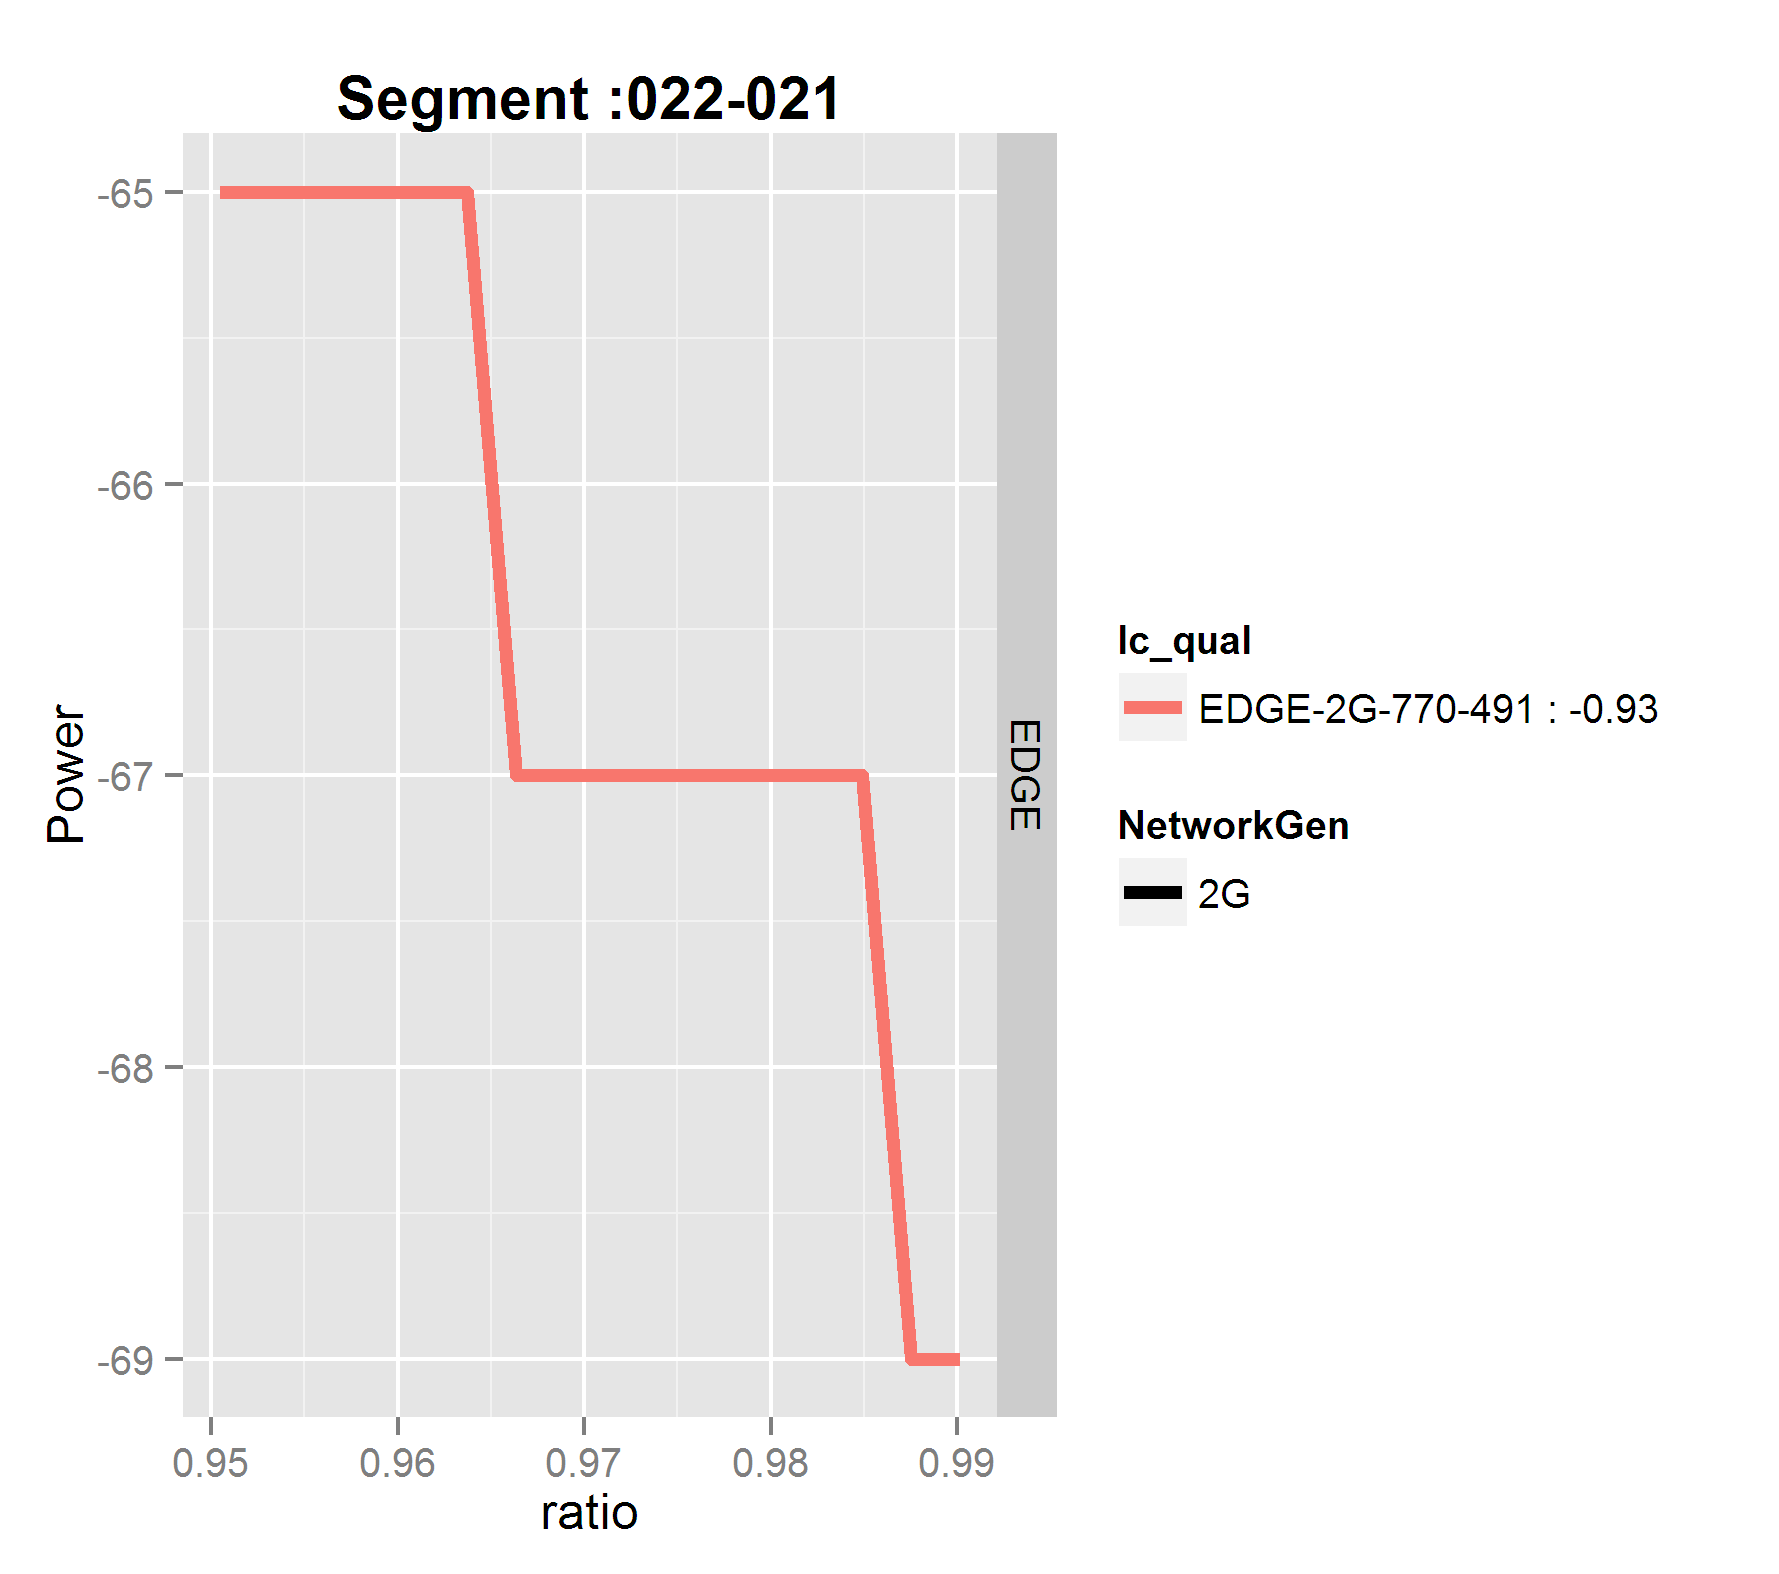 Segment :022-021
Power
-65
-66
-67
-68
-69
0.95 0.96 0.97 0.98 0.99
ratio
EDGE
lc_qual
EDGE-2G-770-491 : -0.93
NetworkGen
2G